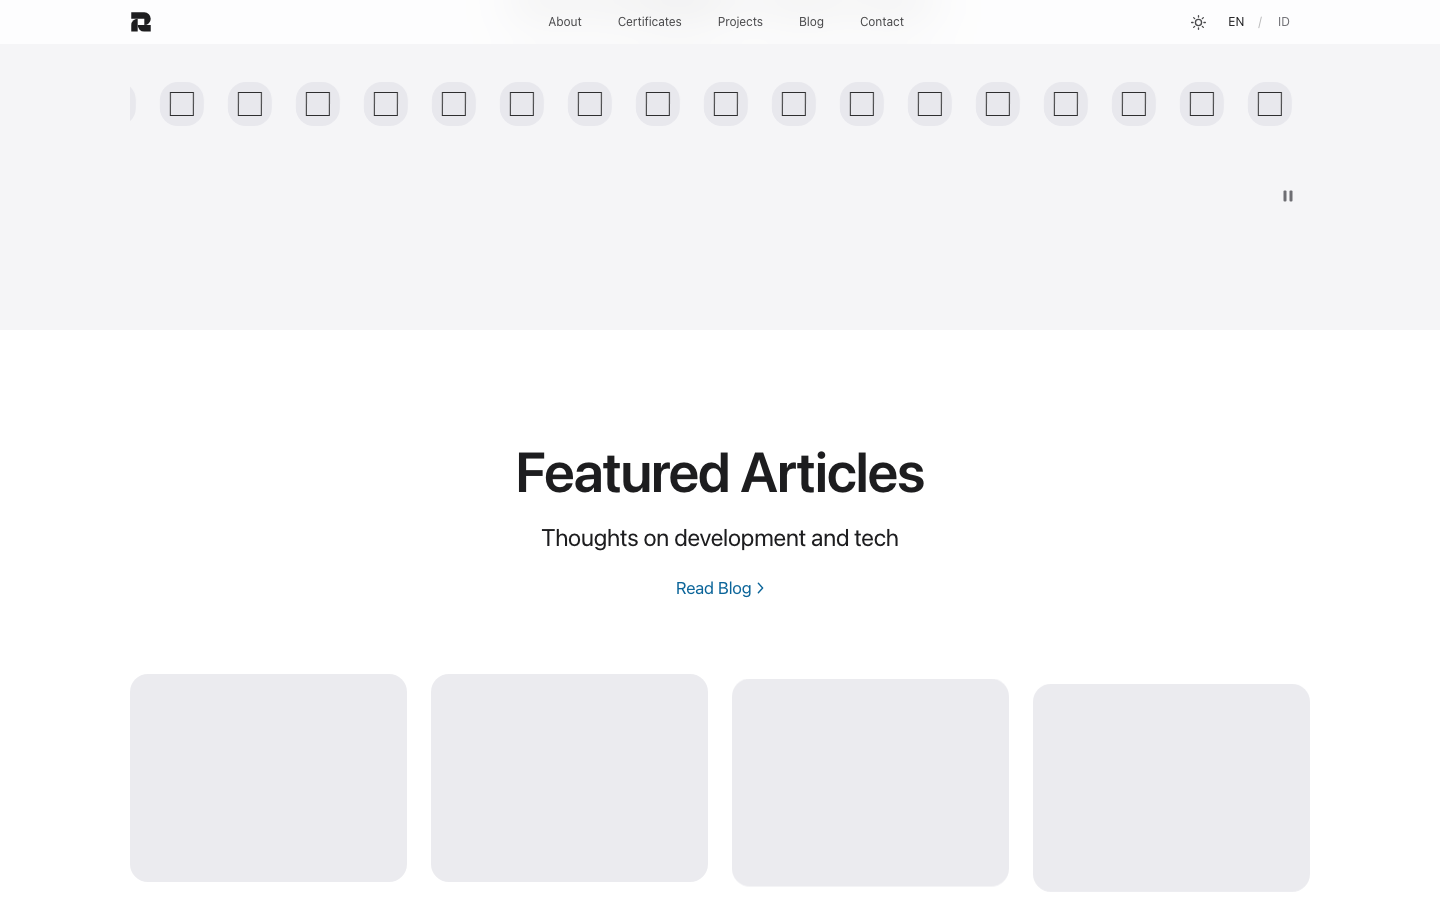 About
Certificates
Projects
Blog
Contact
EN / ID
Featured Articles
Thoughts on development and tech
Read Blog